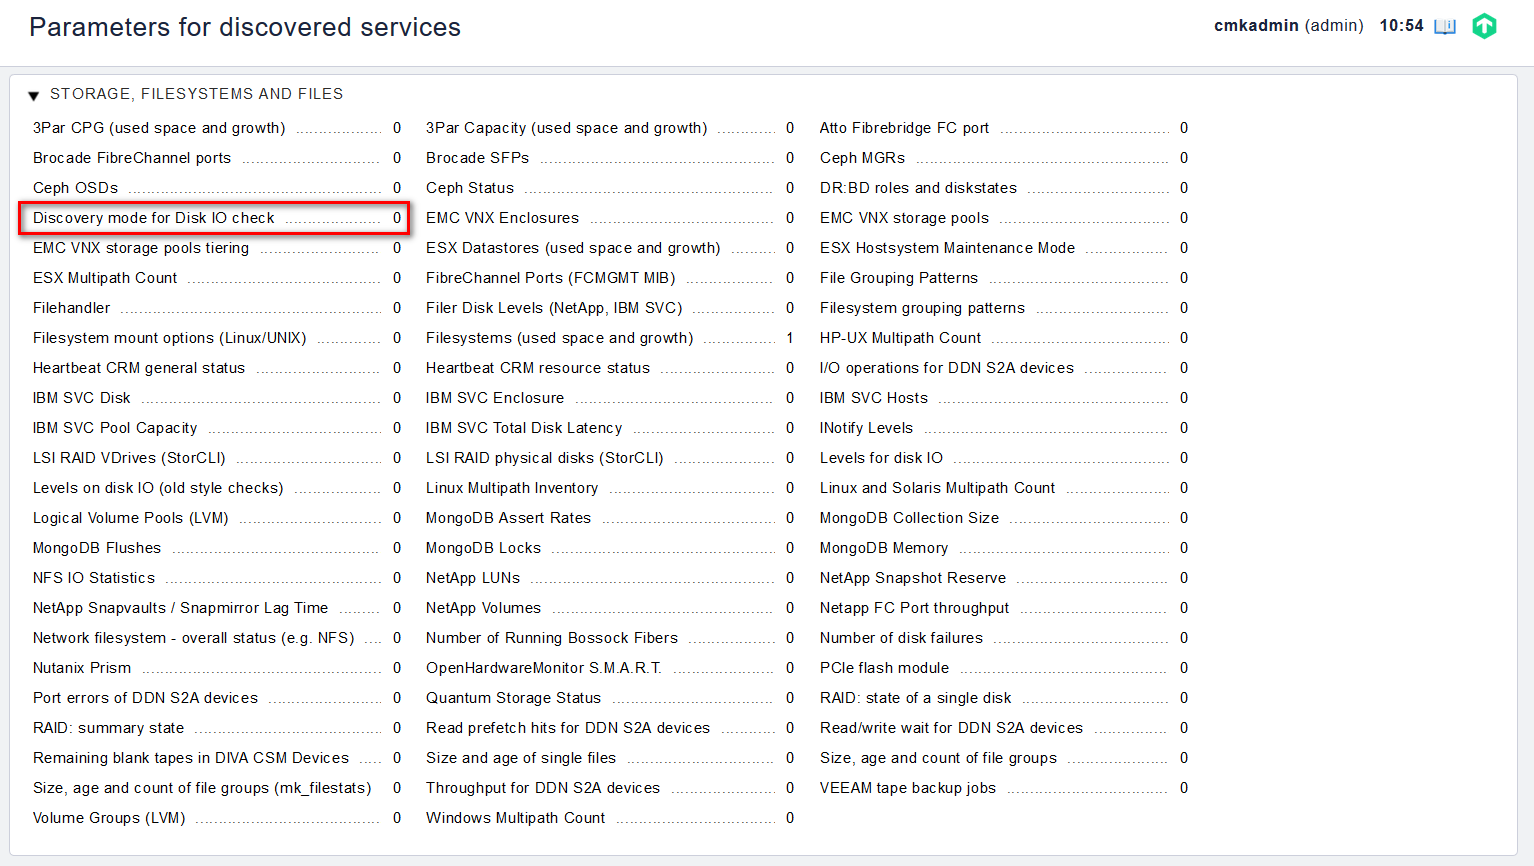 Parameters for discovered services
cmkadmin (admin) 10:54
STORAGE, FILESYSTEMS AND FILES
3Par CPG (used space and growth) 0 3Par Capacity (used space and growth) 0 Atto Fibrebridge FC port 0
Brocade FibreChannel ports 0 Brocade SFPs 0 Ceph MGRs 0
Ceph OSDs 0 Ceph Status 0 DR:BD roles and diskstates 0
Discovery mode for Disk IO check 0 EMC VNX Enclosures 0 EMC VNX storage pools 0
EMC VNX storage pools tiering 0 ESX Datastores (used space and growth) 0 ESX Hostsystem Maintenance Mode 0
ESX Multipath Count 0 FibreChannel Ports (FCMGMT MIB) 0 File Grouping Patterns 0
Filehandler 0 Filer Disk Levels (NetApp, IBM SVC) 0 Filesystem grouping patterns 0
Filesystem mount options (Linux/UNIX) 0 Filesystems (used space and growth) 1 HP-UX Multipath Count 0
Heartbeat CRM general status 0 Heartbeat CRM resource status 0 I/O operations for DDN S2A devices 0
IBM SVC Disk 0 IBM SVC Enclosure 0 IBM SVC Hosts 0
IBM SVC Pool Capacity 0 IBM SVC Total Disk Latency 0 INotify Levels 0
LSI RAID VDrives (StorCLI) 0 LSI RAID physical disks (StorCLI) 0 Levels for disk IO 0
Levels on disk IO (old style checks) 0 Linux Multipath Inventory 0 Linux and Solaris Multipath Count 0
Logical Volume Pools (LVM) 0 MongoDB Assert Rates 0 MongoDB Collection Size 0
MongoDB Flushes 0 MongoDB Locks 0 MongoDB Memory 0
NFS IO Statistics 0 NetApp LUNs 0 NetApp Snapshot Reserve 0
NetApp Snapvaults / Snapmirror Lag Time 0 NetApp Volumes 0 Netapp FC Port throughput 0
Network filesystem - overall status (e.g. NFS) 0 Number of Running Bossock Fibers 0 Number of disk failures 0
Nutanix Prism 0 OpenHardwareMonitor S.M.A.R.T. 0 PCIe flash module 0
Port errors of DDN S2A devices 0 Quantum Storage Status 0 RAID: state of a single disk 0
RAID: summary state 0 Read prefetch hits for DDN S2A devices 0 Read/write wait for DDN S2A devices 0
Remaining blank tapes in DIVA CSM Devices 0 Size and age of single files 0 Size, age and count of file groups 0
Size, age and count of file groups (mk_filestats) 0 Throughput for DDN S2A devices 0 VEEAM tape backup jobs 0
Volume Groups (LVM) 0 Windows Multipath Count 0